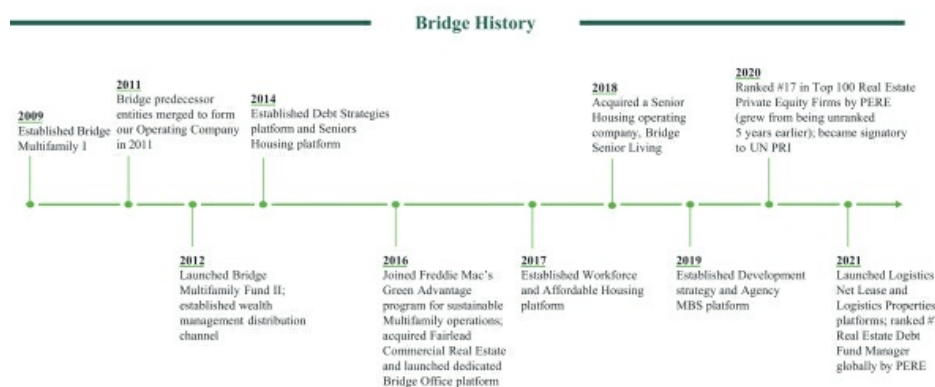 Bridge History
2009
Established Bridge
Multifamily I
2011
Bridge predecessor
entities merged to form
our Operating Company
in 2011
2014
Established Debt Strategies
platform and Seniors
Housing platform
2018
Acquired a Senior
Housing operating
company, Bridge
Senior Living
2020
Ranked #17 in Top 100 Real Estate
Private Equity Firms by PERE
(grew from being unranked
5 years earlier); became signatory
to UN PRI
2012
Launched Bridge
Multifamily Fund II;
established wealth
management distribution
channel
2016
Joined Freddie Mac's
Green Advantage
program for sustainable
Multifamily operations;
acquired Fairlead
Commercial Real Estate
and launched dedicated
Bridge Office platform
2017
Established Workforce
and Affordable Housing
platform
2019
Established Development
strategy and Agency
MBS platform
2021
Launched Logistics
Net Lease and
Logistics Properties
platforms; ranked #
Real Estate Debt
Fund Manager
globally by PERE